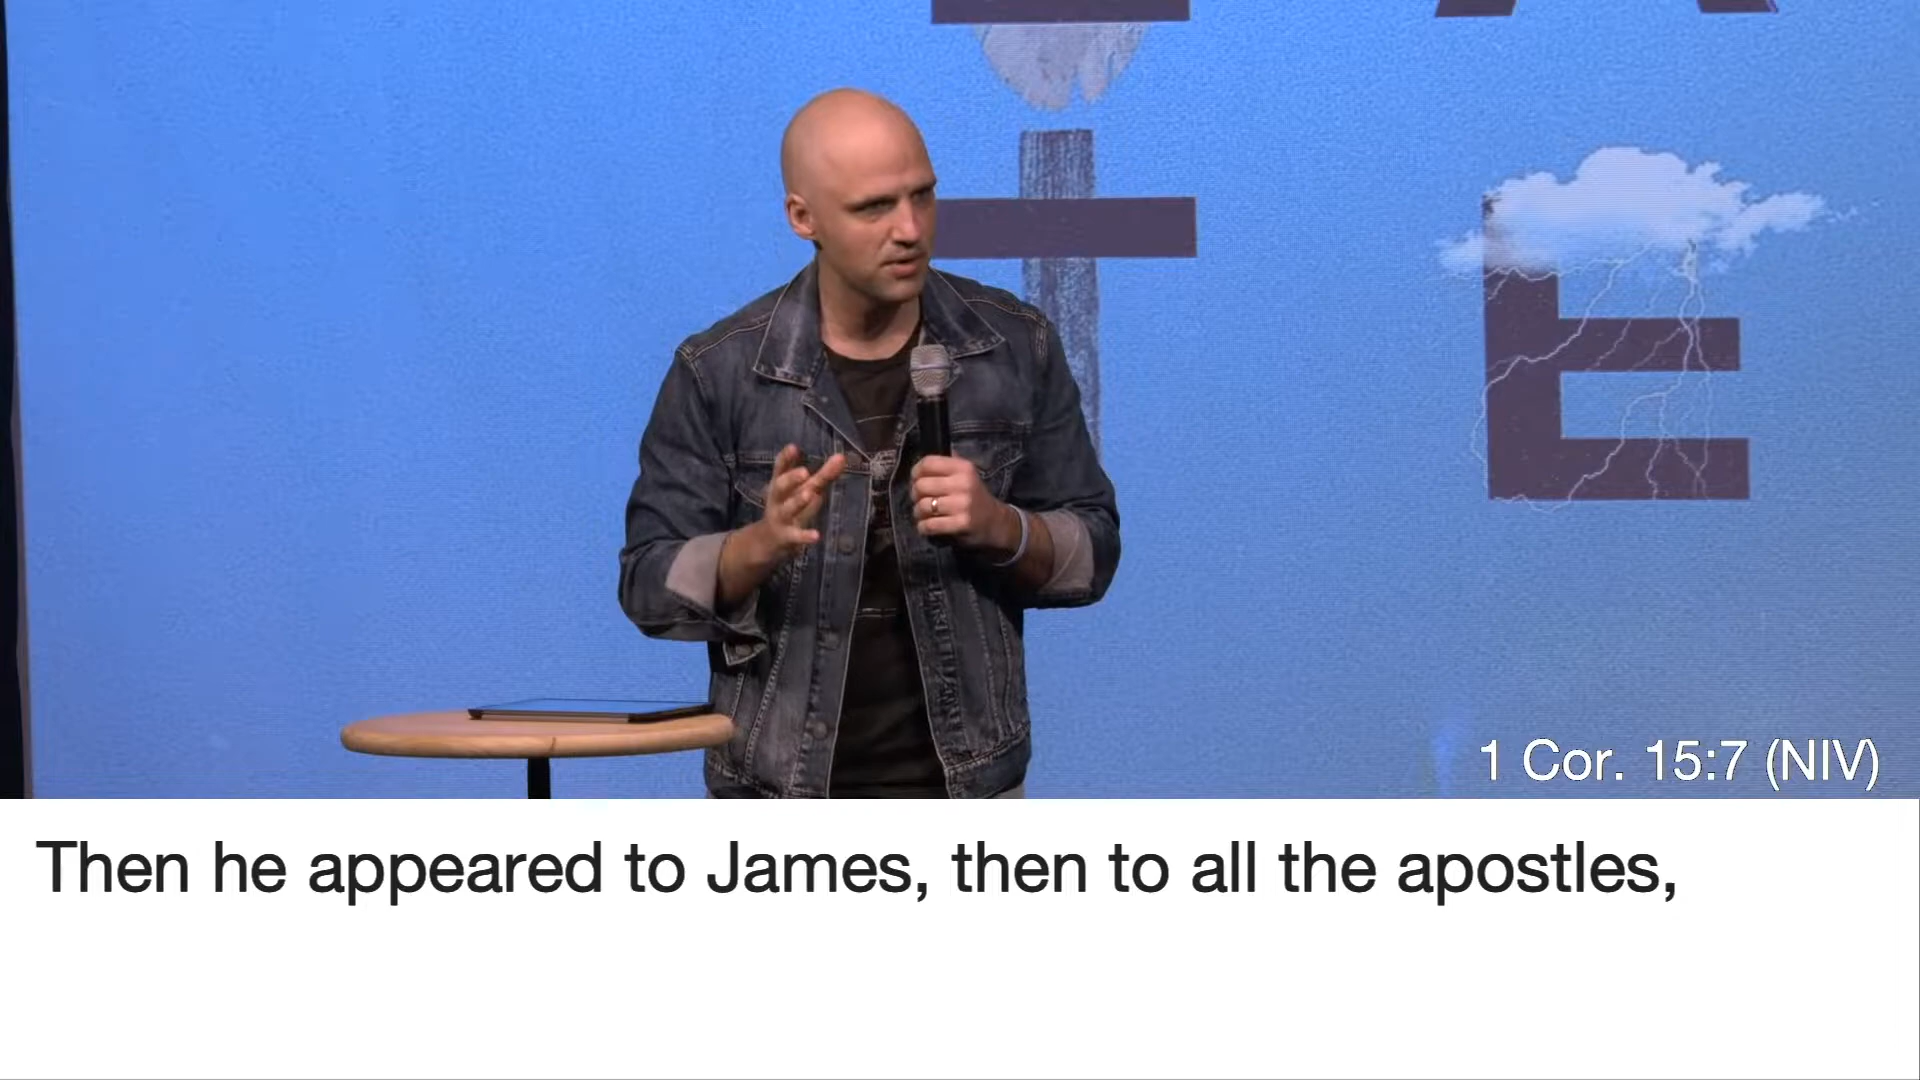 T
E
1 Cor. 15:7 (NIV)
Then he appeared to James, then to all the apostles,